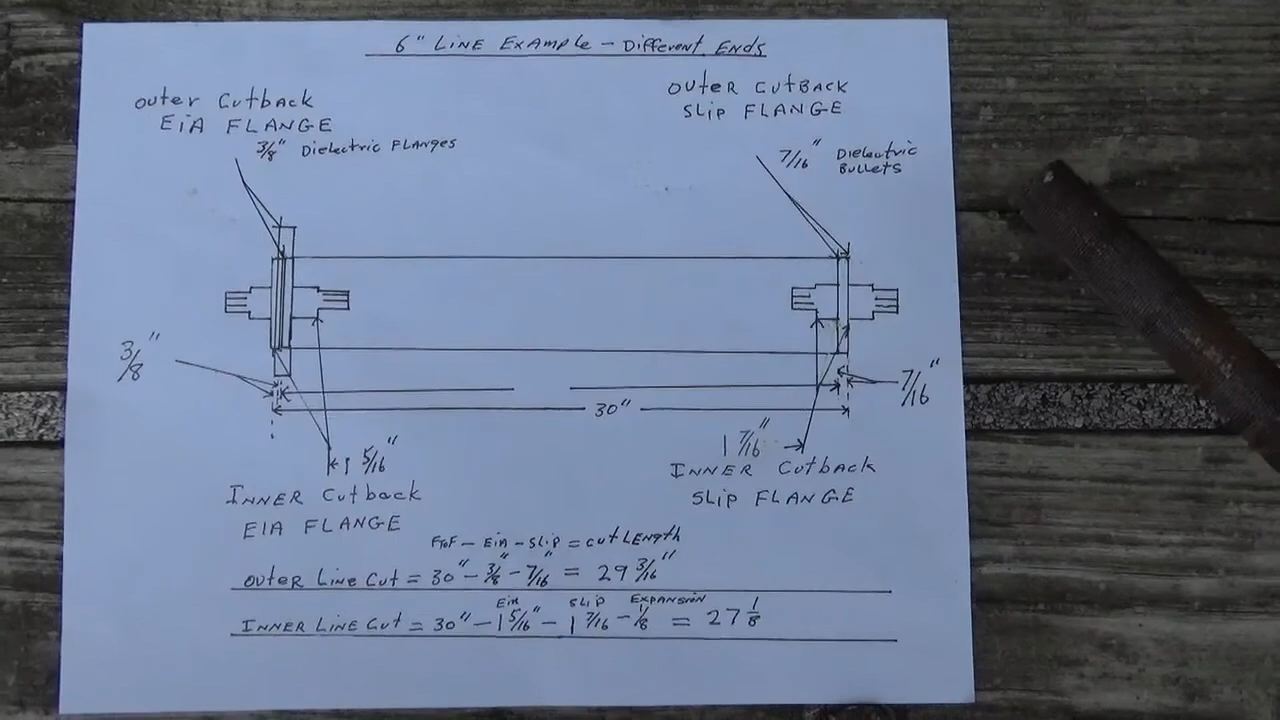 6" LINE EXAMPLE - DIFFERENT ENDS
OUTER CUTBACK
EIA FLANGE
3/8" DIELECTRIC FLANGES
OUTER CUTBACK
SLIP FLANGE
7/16" DIELECTRIC
BULLETS
3/8"
7/16"
30"
1 5/16"
1 7/16"
INNER CUTBACK
EIA FLANGE
INNER CUTBACK
SLIP FLANGE
FTOF - EIA - SLIP = CUT LENGTH
OUTER LINE CUT = 30" - 3/8" - 7/16" = 29 3/16"
EIA SLIP EXPANSION
INNER LINE CUT = 30" - 1 5/16" - 1 7/16 - 1/8 = 27 1/8